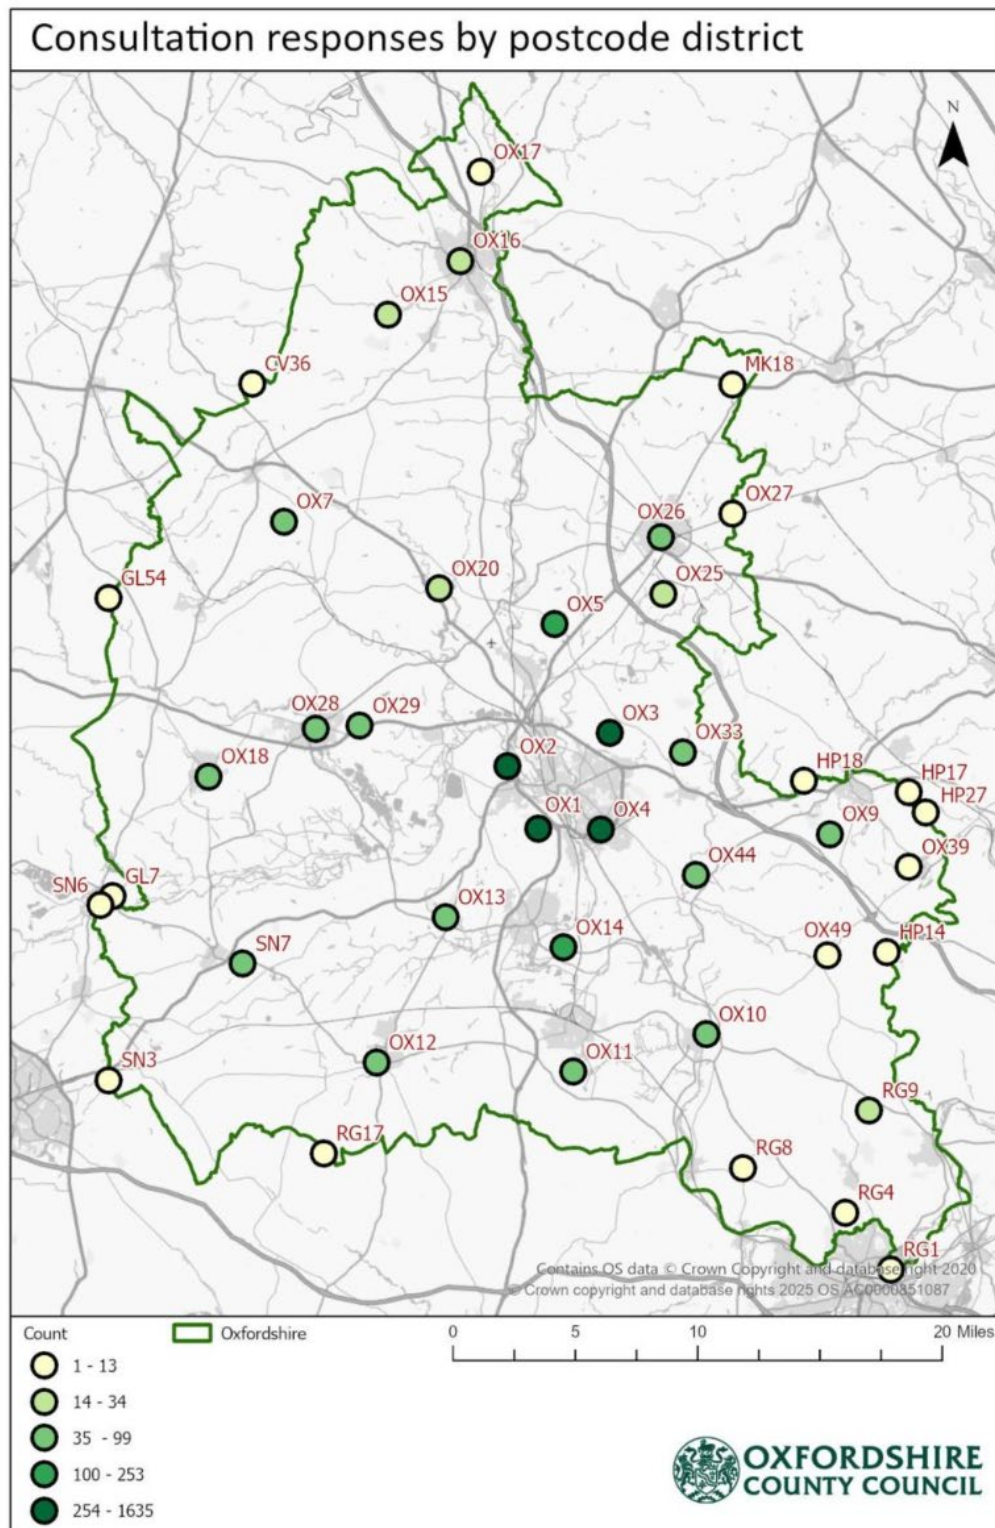 Consultation responses by postcode district
N
OX17
OX16
OX15
CV36
MK18
OX7
OX27
OX26
GL54
OX20
OX25
OX5
OX28
OX29
OX3
OX33
OX18
OX2
HP18
HP17
HP27
OX1
OX4
OX9
OX39
SN6
GL7
OX44
OX13
OX14
OX49
HP14
SN7
OX10
OX12
OX11
SN3
RG9
RG17
RG8
RG4
RG1
Contains OS data © Crown Copyright and database right 2020
© Crown copyright and database rights 2025 OS AC0000851087
Count
Oxfordshire
0 5 10 20 Miles
1 - 13
14 - 34
35 - 99
100 - 253
254 - 1635
OXFORDSHIRE
COUNTY COUNCIL